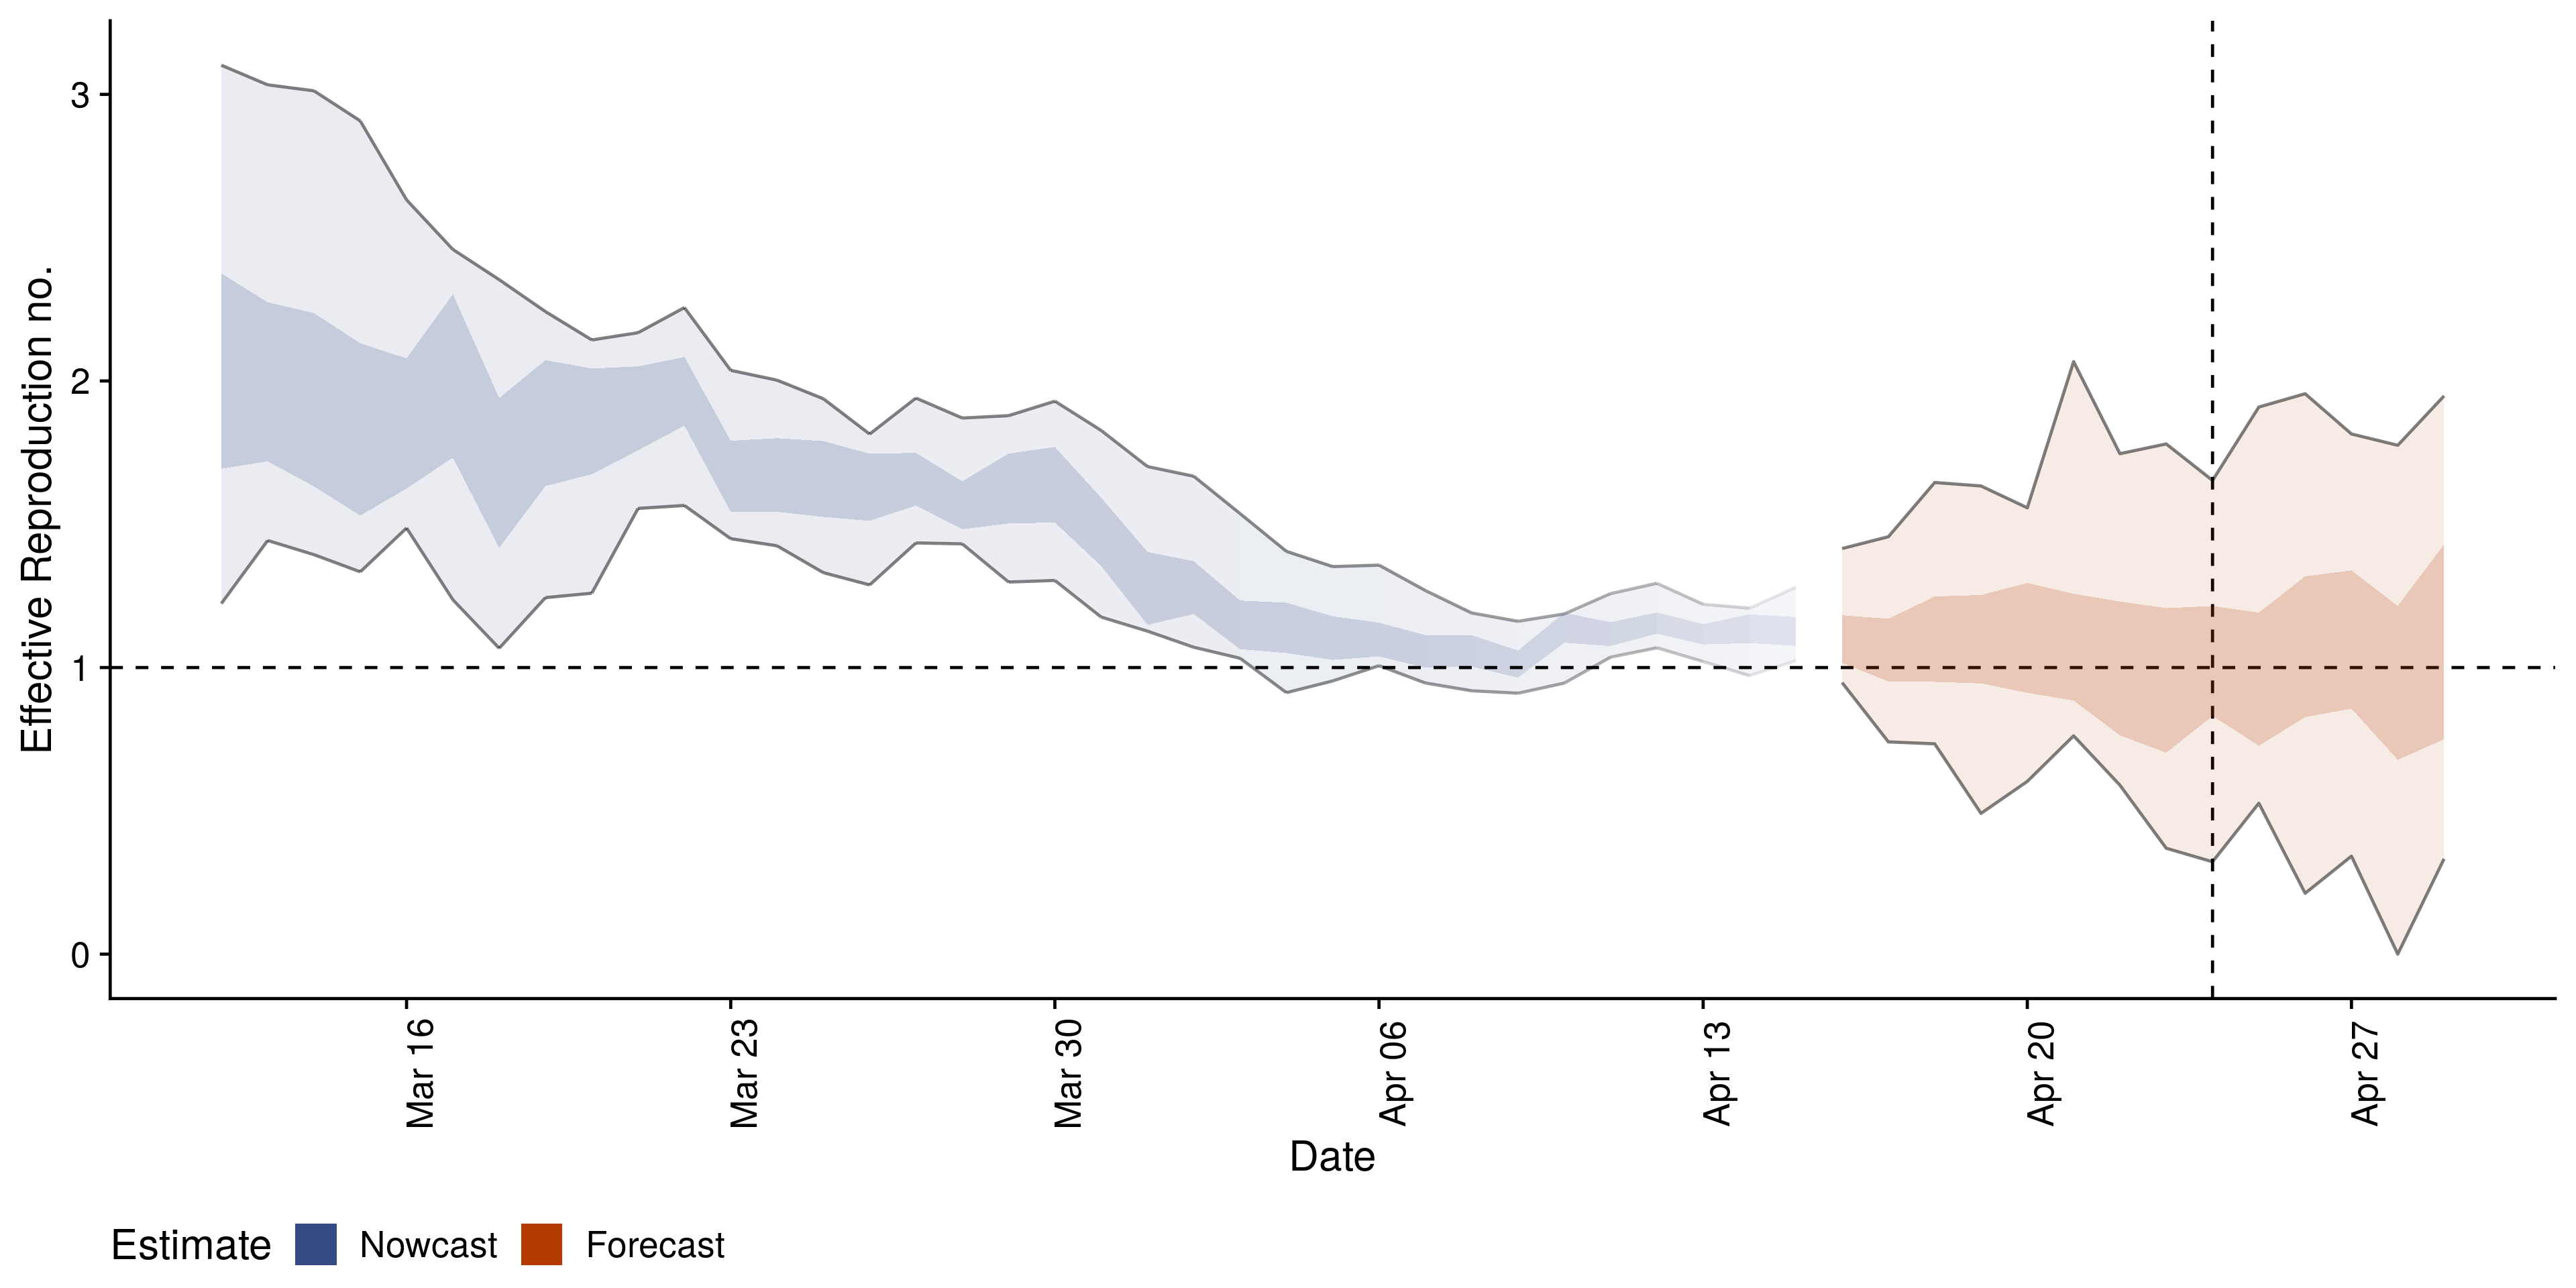 Effective Reproduction no.
3
2
1
0
Mar 16
Mar 23
Mar 30
Apr 06
Apr 13
Apr 20
Apr 27
Date
Estimate Nowcast Forecast